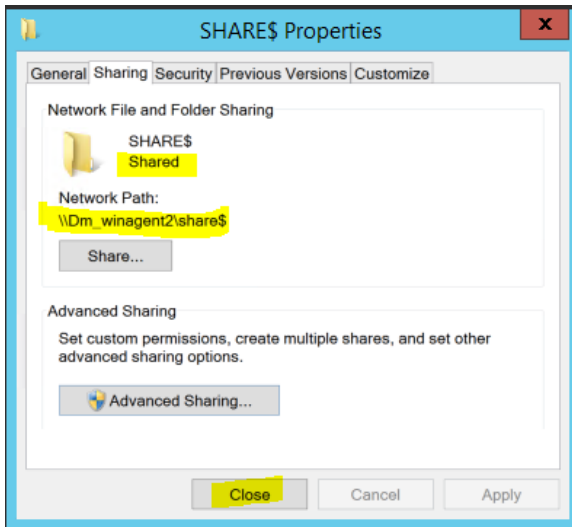 SHARE$ Properties
x
General Sharing Security Previous Versions Customize
Network File and Folder Sharing
SHARE$
Shared
Network Path:
\\Dm_winagent2\share$
Share...
Advanced Sharing
Set custom permissions, create multiple shares, and set other
advanced sharing options.
Advanced Sharing...
Close Cancel Apply